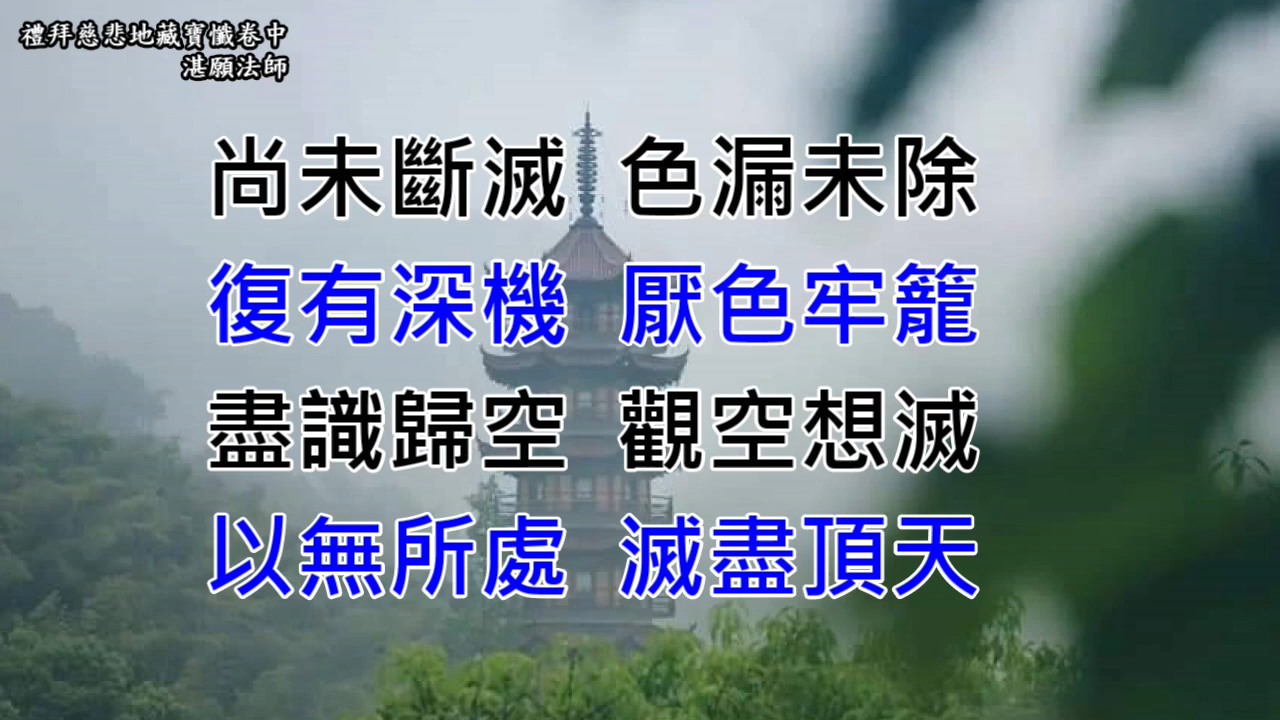 禮拜慈悲地藏寶懺卷中
湛願法師
尚未斷滅 色漏未除
復有深機 厭色牢籠
盡識歸空 觀空想滅
以無所處 滅盡頂天